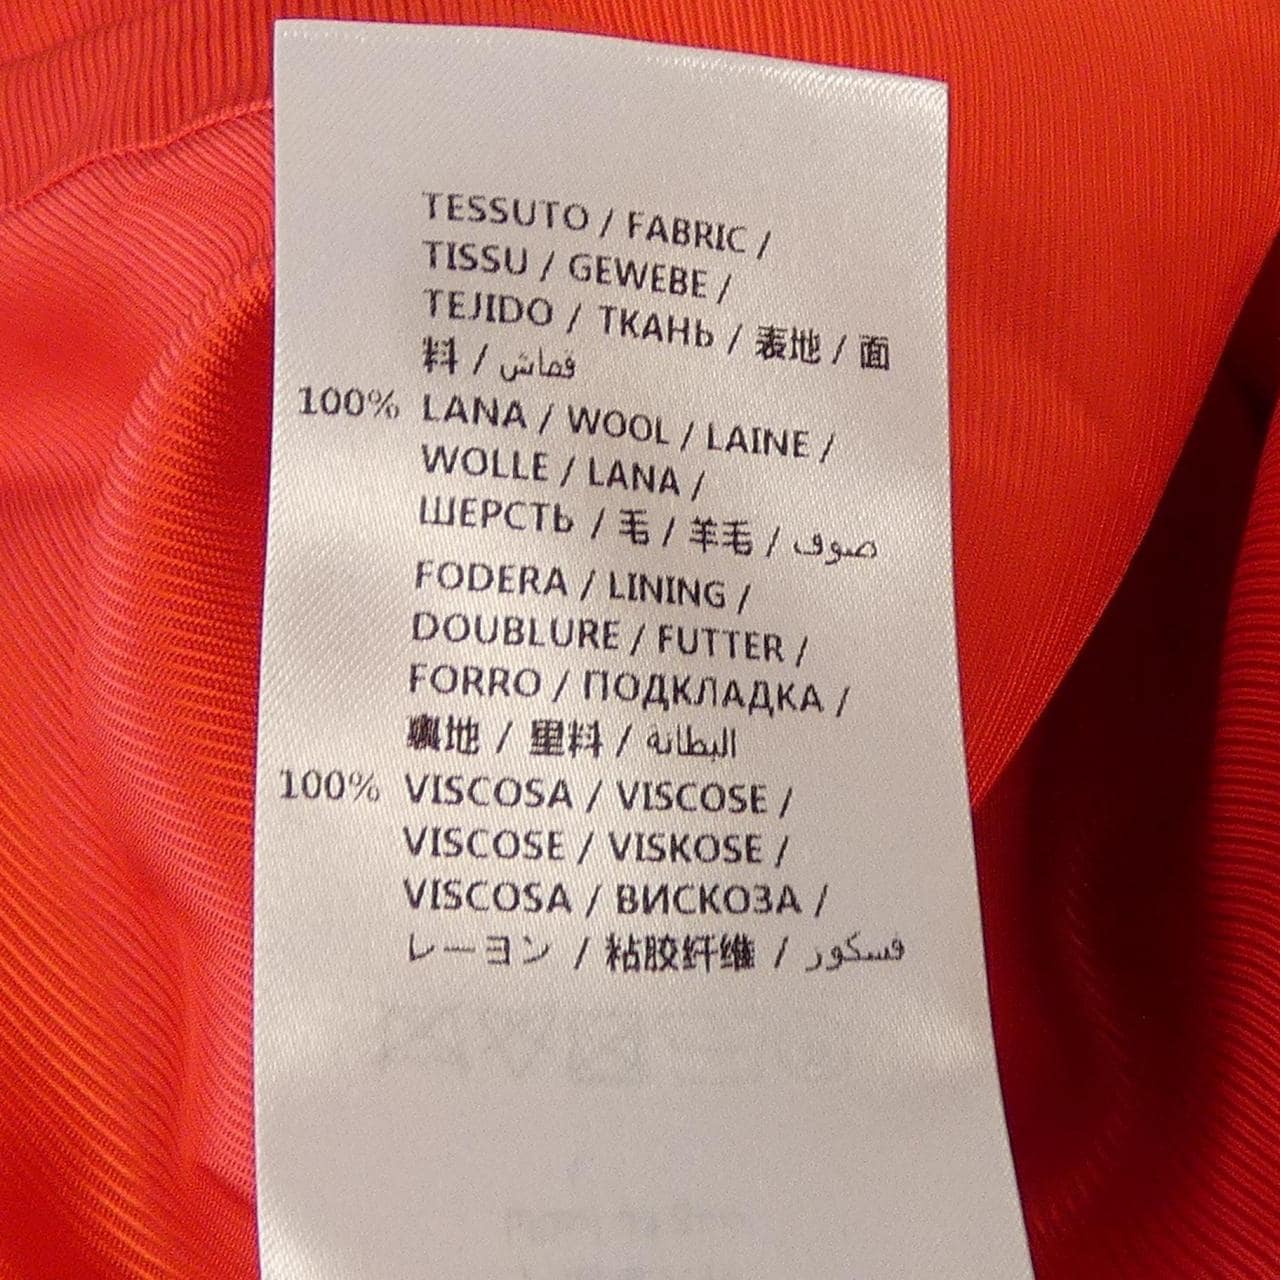 TESSUTO / FABRIC /
TISSU / GEWEBE /
TEJIDO / ТКАНЬ / 表地 / 面
料 / قماش
100% LANA / WOOL / LAINE /
WOLLE / LANA /
ШЕРСТЬ / 毛 / 羊毛 / صوف
FODERA / LINING /
DOUBLURE / FUTTER /
FORRO / ПОДКЛАДКА /
裏地 / 里料 / البطانة
100% VISCOSA / VISCOSE /
VISCOSE / VISKOSE /
VISCOSA / ВИСКОЗА /
レーヨン / 粘胶纤维 / فسكوز